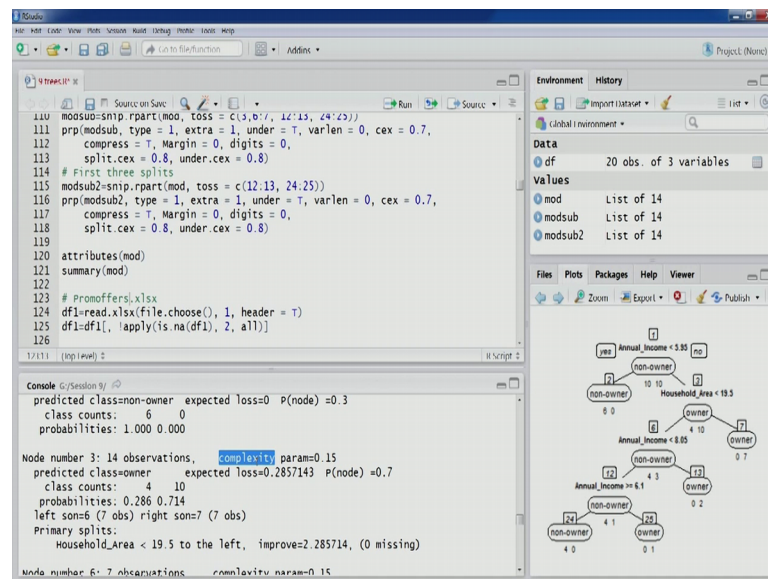 RStudio
File Edit Code View Plots Session Build Debug Profile Tools Help
Go to file/function
Addins
Project: (None)
9 trees.R*
Source on Save
Run
Source
110 modsub=snip.rpart(mod, toss = c(3,6:7, 12:13, 24:25))
111 prp(modsub, type = 1, extra = 1, under = T, varlen = 0, cex = 0.7,
112 compress = T, Margin = 0, digits = 0,
113 split.cex = 0.8, under.cex = 0.8)
114 # First three splits
115 modsub2=snip.rpart(mod, toss = c(12:13, 24:25))
116 prp(modsub2, type = 1, extra = 1, under = T, varlen = 0, cex = 0.7,
117 compress = T, Margin = 0, digits = 0,
118 split.cex = 0.8, under.cex = 0.8)
119
120 attributes(mod)
121 summary(mod)
122
123 # Promoffers.xlsx
124 df1=read.xlsx(file.choose(), 1, header = T)
125 df1=df1[, !apply(is.na(df1), 2, all)]
126
(Top Level)
R Script
Console G:/Session 9/
predicted class=non-owner expected loss=0 P(node) =0.3
class counts: 6 0
probabilities: 1.000 0.000
Node number 3: 14 observations, complexity param=0.15
predicted class=owner expected loss=0.2857143 P(node) =0.7
class counts: 4 10
probabilities: 0.286 0.714
left son=6 (7 obs) right son=7 (7 obs)
Primary splits:
Household_Area < 19.5 to the left, improve=2.285714, (0 missing)
Node number 6: 7 observations, complexity param=0.15
Environment History
Import Dataset
List
Global Environment
Data
df 20 obs. of 3 variables
Values
mod List of 14
modsub List of 14
modsub2 List of 14
Files Plots Packages Help Viewer
Zoom Export Publish
1
yes Annual_Income < 5.95 no
non-owner
10 10
2
non-owner
6 0
3
Household_Area < 19.5
owner
4 10
6
Annual_Income < 8.05
non-owner
4 3
7
owner
0 7
12
Annual_Income >= 6.1
non-owner
4 1
13
owner
0 2
24
non-owner
4 0
25
owner
0 1